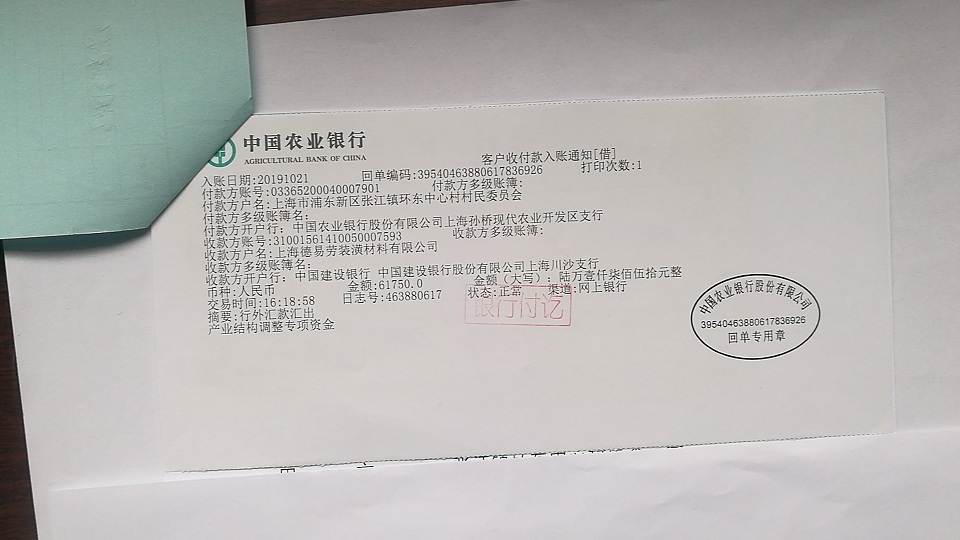 中国农业银行
AGRICULTURAL BANK OF CHINA
客户收付款入账通知[借]
入账日期:20191021 回单编码:39540463880617836926 打印次数:1
付款方账号:03365200040007901 付款方多级账簿:
付款方户名:上海市浦东新区张江镇环东中心村村民委员会
付款方多级账簿名:
付款方开户行: 中国农业银行股份有限公司上海孙桥现代农业开发区支行
收款方账号:31001561410050007593 收款方多级账簿:
收款方户名:上海德易劳装潢材料有限公司
收款方多级账簿名:
收款方开户行: 中国建设银行 中国建设银行股份有限公司上海川沙支行
币种:人民币 金额:61750.0 金额(大写): 陆万壹仟柒佰伍拾元整
交易时间:16:18:58 日志号:463880617 状态:正常 渠道:网上银行
摘要:行外汇款汇出
产业结构调整专项资金
银行付讫
中国农业银行股份有限公司
39540463880617836926
回单专用章